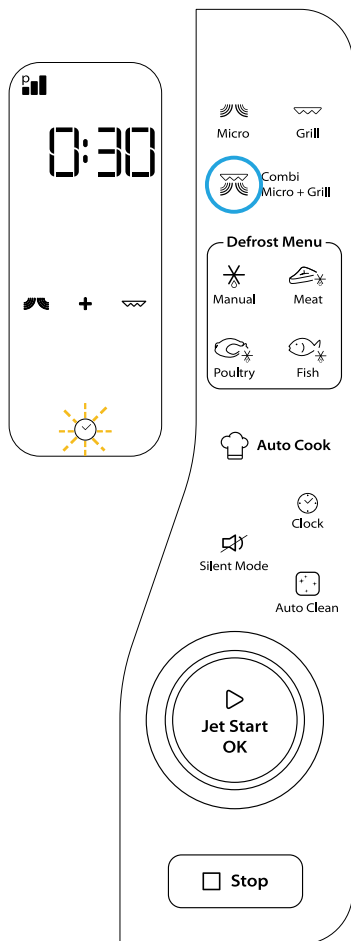 P
0:30
+
Micro
Grill
Combi
Micro + Grill
Defrost Menu
Manual
Meat
Poultry
Fish
Auto Cook
Clock
Silent Mode
Auto Clean
Jet Start
OK
Stop